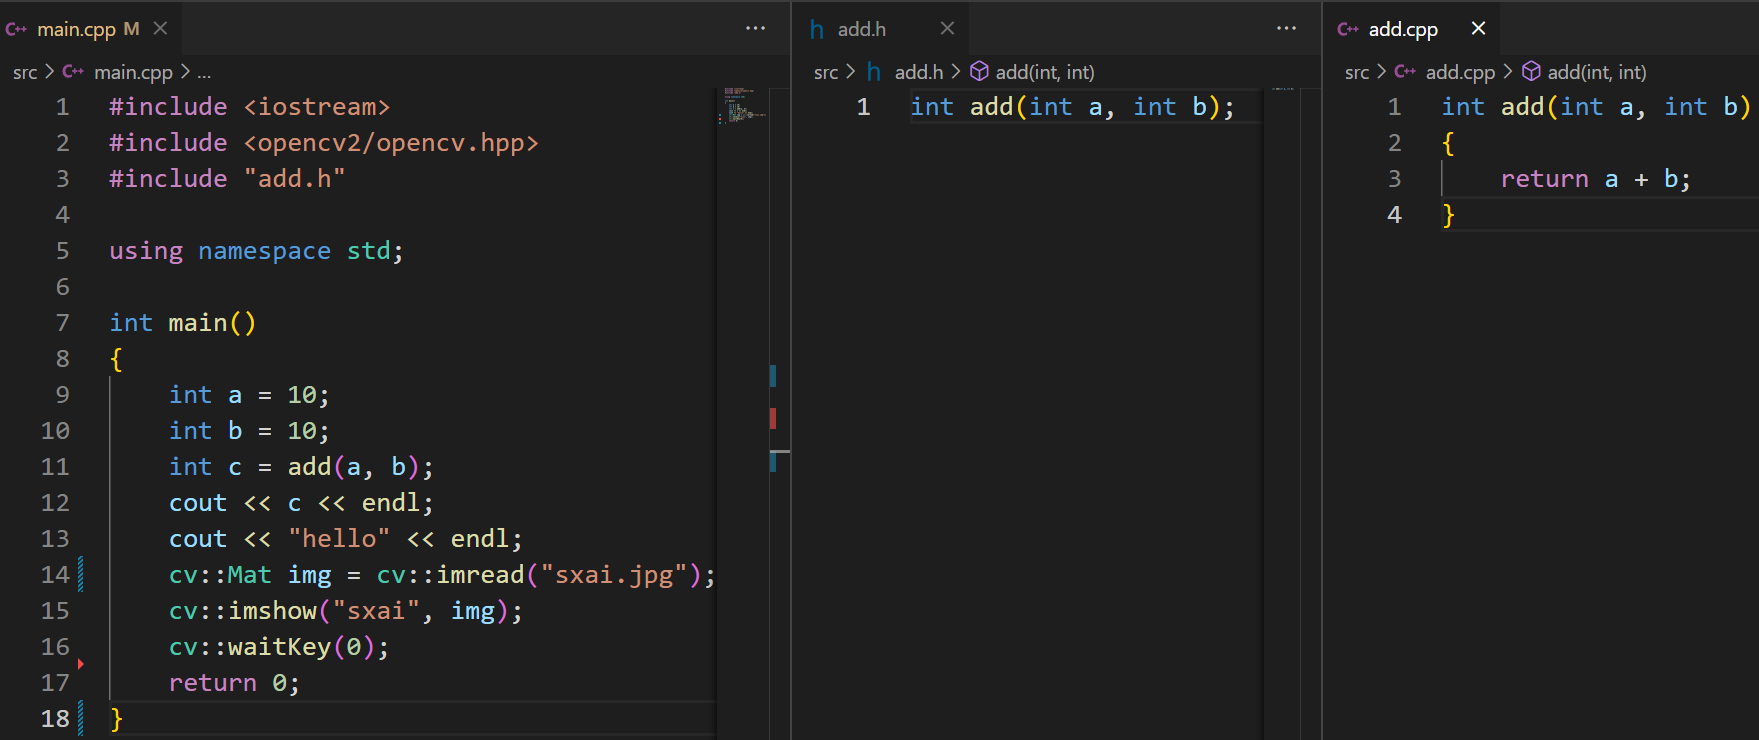 main.cpp M
src > main.cpp > ...
1 #include <iostream>
2 #include <opencv2/opencv.hpp>
3 #include "add.h"
4
5 using namespace std;
6
7 int main()
8 {
9     int a = 10;
10     int b = 10;
11     int c = add(a, b);
12     cout << c << endl;
13     cout << "hello" << endl;
14     cv::Mat img = cv::imread("sxai.jpg");
15     cv::imshow("sxai", img);
16     cv::waitKey(0);
17     return 0;
18 }
add.h
src > h add.h > add(int, int)
1 int add(int a, int b);
add.cpp
src > add.cpp > add(int, int)
1 int add(int a, int b)
2 {
3     return a + b;
4 }